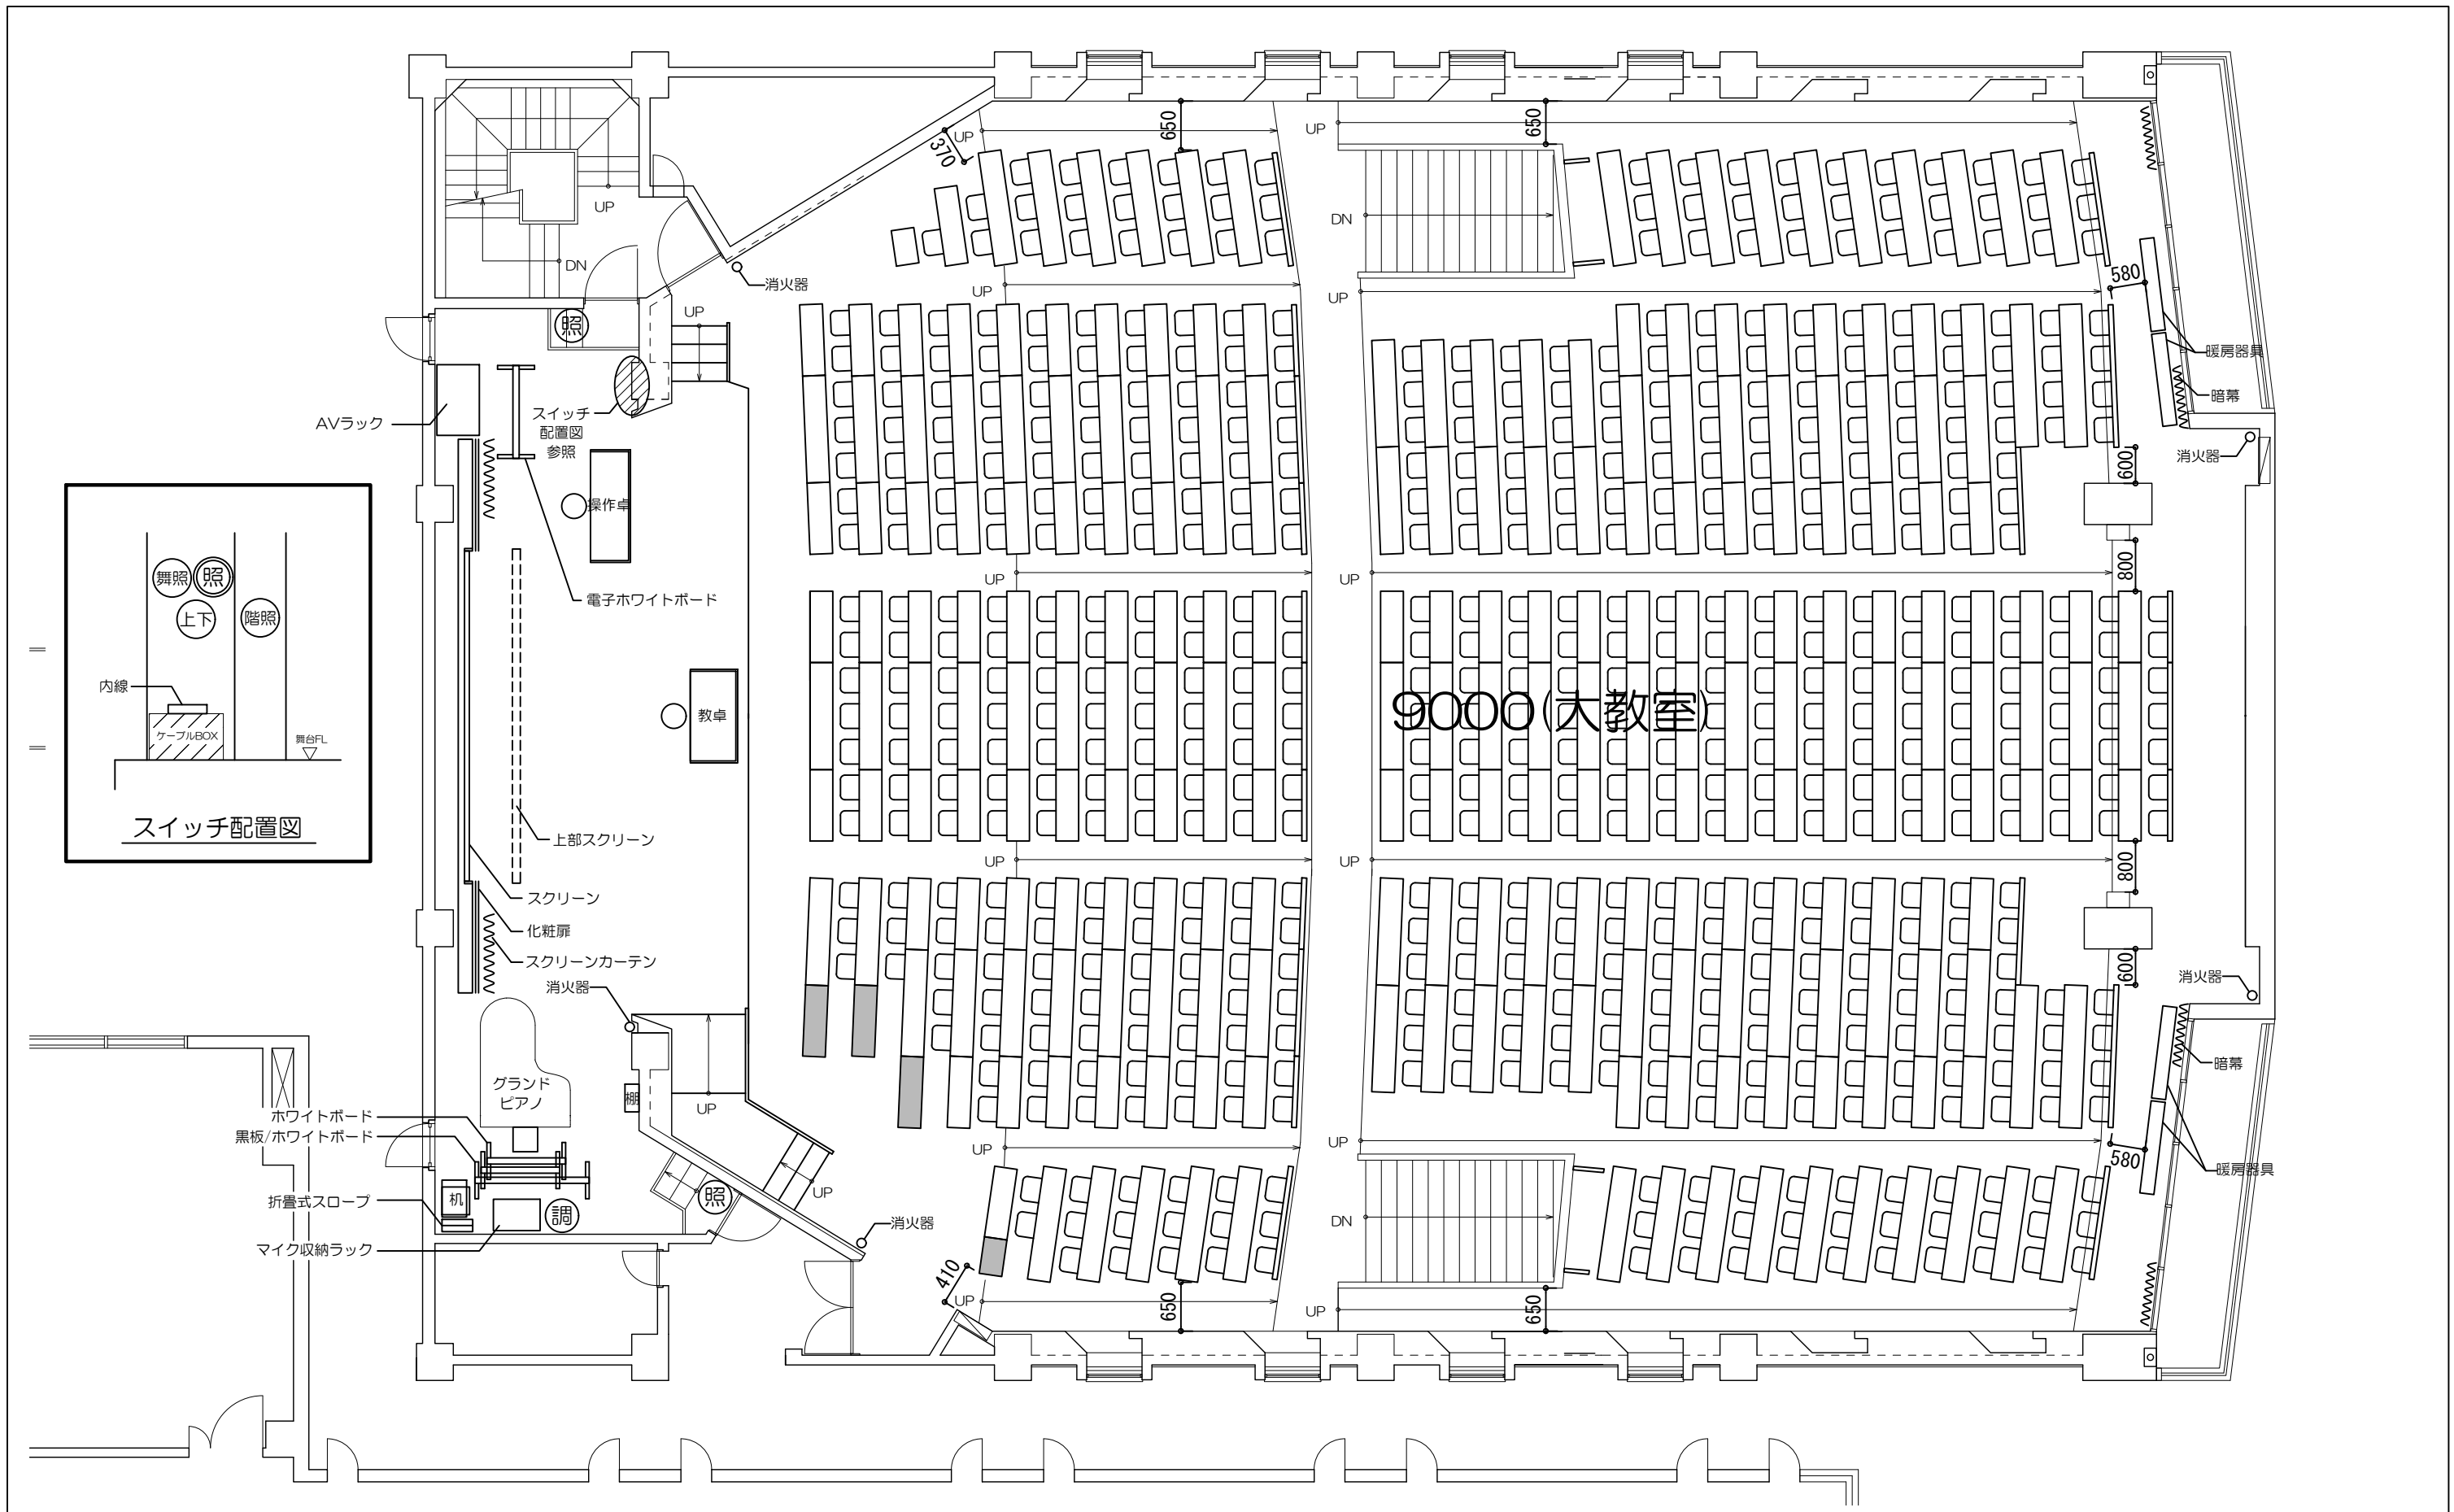 650
650
UP
UP
370
UP
DN
DN
580
消火器
UP
UP
UP
照
暖房器具
暗幕
AVラック
スイッチ
配置図
参照
消火器
600
操作卓
UP
UP
800
電子ホワイトボード
舞照
照
上下
階照
内線
ケーブルBOX
舞台FL
スイッチ配置図
教卓
9000(大教室)
上部スクリーン
UP
UP
800
スクリーン
化粧扉
スクリーンカーテン
600
消火器
消火器
暗幕
グランド
ピアノ
棚
UP
ホワイトボード
黒板/ホワイトボード
UP
UP
580
暖房器具
机
折畳式スロープ
照
UP
調
DN
消火器
マイク収納ラック
410
UP
650
UP
650